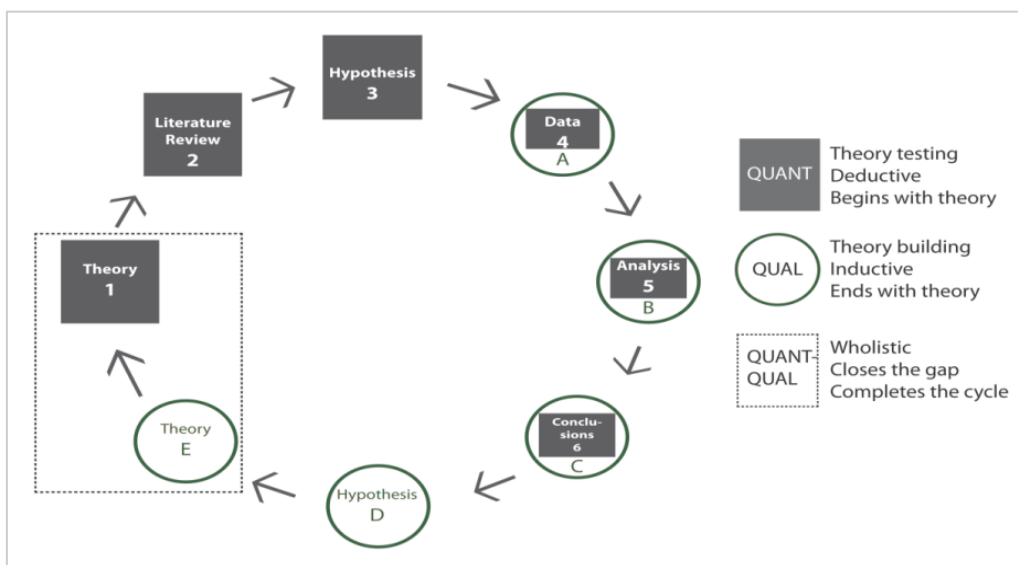 Hypothesis
3
Literature
Review
2
Data
4
A
Theory
1
Analysis
5
B
Theory
E
Conclu-
sions
6
C
Hypothesis
D
QUANT
Theory testing
Deductive
Begins with theory
QUAL
Theory building
Inductive
Ends with theory
QUANT-
QUAL
Wholistic
Closes the gap
Completes the cycle